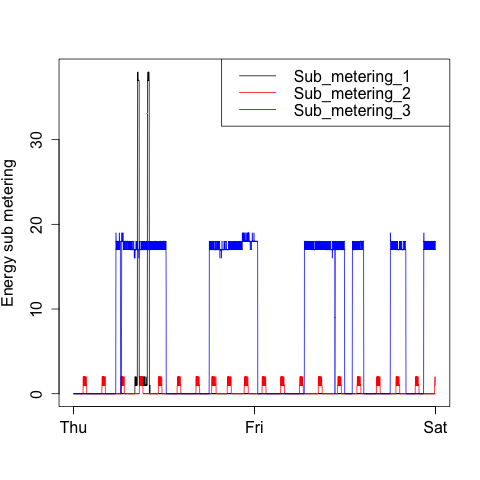 Sub_metering_1
Sub_metering_2
Sub_metering_3
Energy sub metering
30
20
10
0
Thu Fri Sat